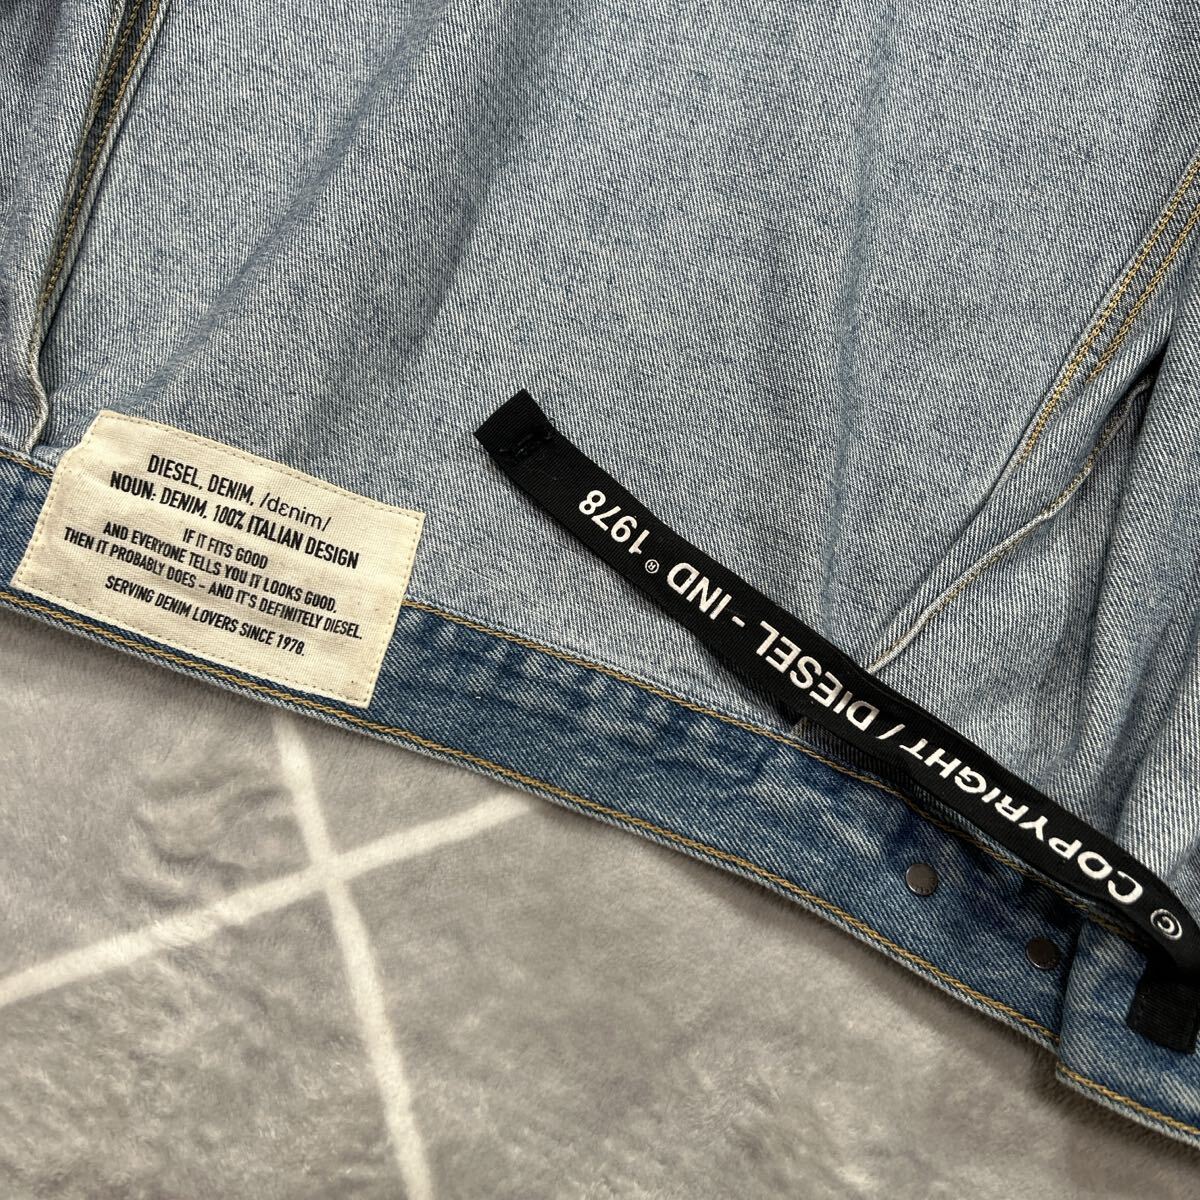 DIESEL, DENIM, /dɛnim/
NOUN: DENIM, 100% ITALIAN DESIGN
IF IT FITS GOOD
AND EVERYONE TELLS YOU IT LOOKS GOOD,
THEN IT PROBABLY DOES - AND IT'S DEFINITELY DIESEL.
SERVING DENIM LOVERS SINCE 1978.
© COPYRIGHT / DIESEL - IND ® 1978